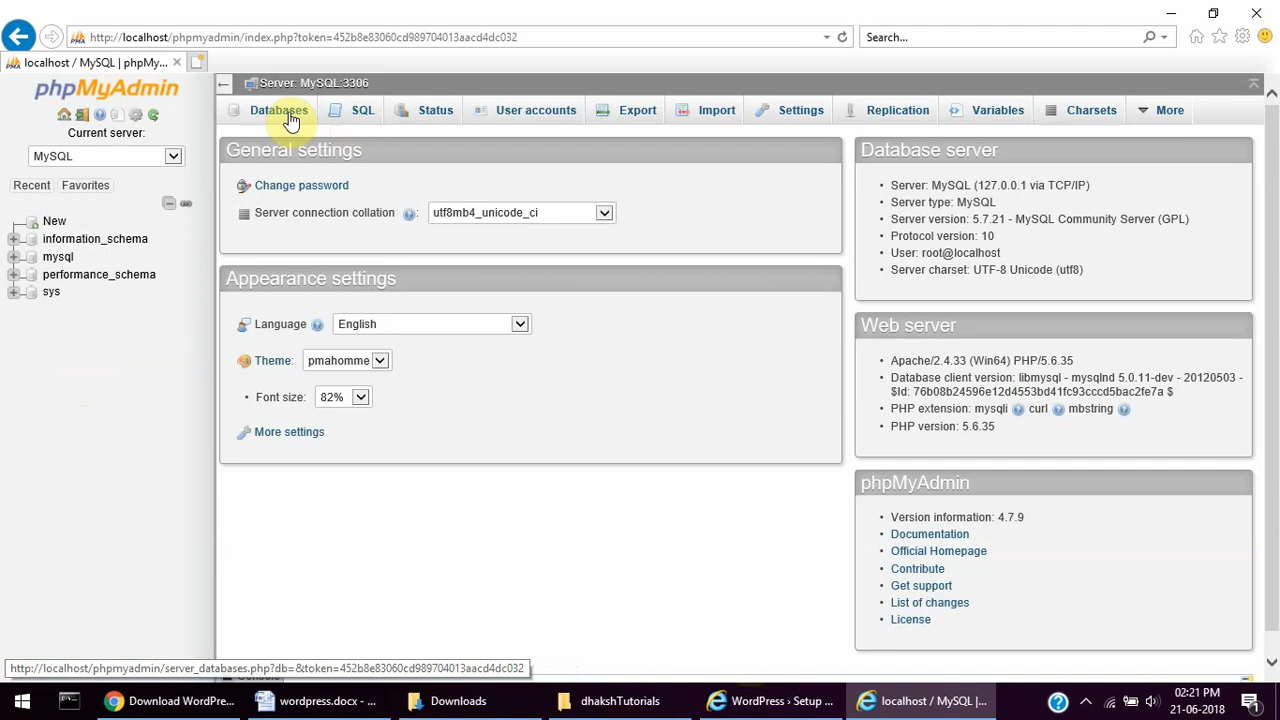 http://localhost/phpmyadmin/index.php?token=452b8e83060cd989704013aacd4dc032
Search...
localhost / MySQL | phpMy...
phpMyAdmin
Current server:
MySQL
Recent
Favorites
New
information_schema
mysql
performance_schema
sys
Server: MySQL:3306
Databases
SQL
Status
User accounts
Export
Import
Settings
Replication
Variables
Charsets
More
General settings
Change password
Server connection collation
:
utf8mb4_unicode_ci
Appearance settings
Language
English
Theme:
pmahomme
• Font size:
82%
More settings
Database server
• Server: MySQL (127.0.0.1 via TCP/IP)
• Server type: MySQL
• Server version: 5.7.21 - MySQL Community Server (GPL)
• Protocol version: 10
• User: root@localhost
• Server charset: UTF-8 Unicode (utf8)
Web server
• Apache/2.4.33 (Win64) PHP/5.6.35
• Database client version: libmysql - mysqlnd 5.0.11-dev - 20120503 -
$Id: 76b08b24596e12d4553bd41fc93cccd5bac2fe7a $
• PHP extension: mysqli curl mbstring
• PHP version: 5.6.35
phpMyAdmin
• Version information: 4.7.9
• Documentation
• Official Homepage
• Contribute
• Get support
• List of changes
• License
http://localhost/phpmyadmin/server_databases.php?db=&token=452b8e83060cd989704013aacd4dc032
Download WordPre...
wordpress.docx - ...
Downloads
dhakshTutorials
WordPress › Setup ...
localhost / MySQL |...
02:21 PM
21-06-2018